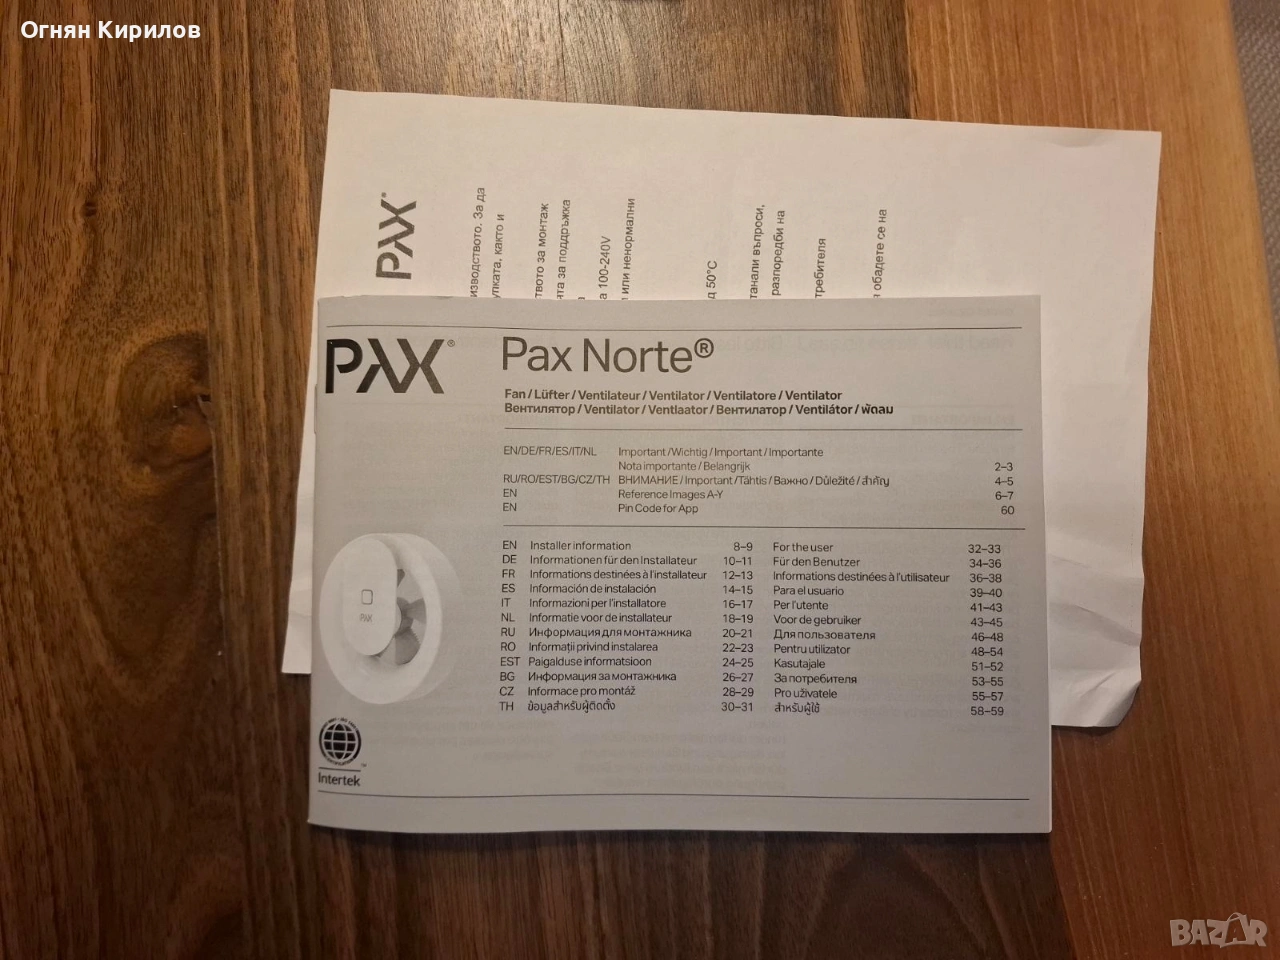 Огнян Кирилов
PAX®
изводството. За да
упката, както и
твото за монтаж
нта за поддръжка
а 100-240V
или ненормални
д 50°C
танали въпроси,
разпоредби на
требителя
обадете се на
PAX®
Pax Norte®
Fan / Lüfter / Ventilateur / Ventilator / Ventilatore / Ventilator
Вентилятор / Ventilator / Ventlaator / Вентилатор / Ventilátor / พัดลม
EN/DE/FR/ES/IT/NL Important / Wichtig / Important / Importante
Nota importante / Belangrijk 2–3
RU/RO/EST/BG/CZ/TH ВНИМАНИЕ / Important / Tähtis / Важно / Důležité / สำคัญ 4–5
EN Reference Images A-Y 6–7
EN Pin Code for App 60
EN Installer information 8–9 For the user 32–33
DE Informationen für den Installateur 10–11 Für den Benutzer 34–36
FR Informations destinées à l'installateur 12–13 Informations destinées à l'utilisateur 36–38
ES Información de instalación 14–15 Para el usuario 39–40
IT Informazioni per l'installatore 16–17 Per l'utente 41–43
NL Informatie voor de installateur 18–19 Voor de gebruiker 43–45
RU Информация для монтажника 20–21 Для пользователя 46–48
RO Informații privind instalarea 22–23 Pentru utilizator 48–54
EST Paigalduse informatsioon 24–25 Kasutajale 51–52
BG Информация за монтажника 26–27 За потребителя 53–55
CZ Informace pro montáž 28–29 Pro uživatele 55–57
TH ข้อมูลสำหรับผู้ติดตั้ง 30–31 สำหรับผู้ใช้ 58–59
PAX
Intertek
BAZAR